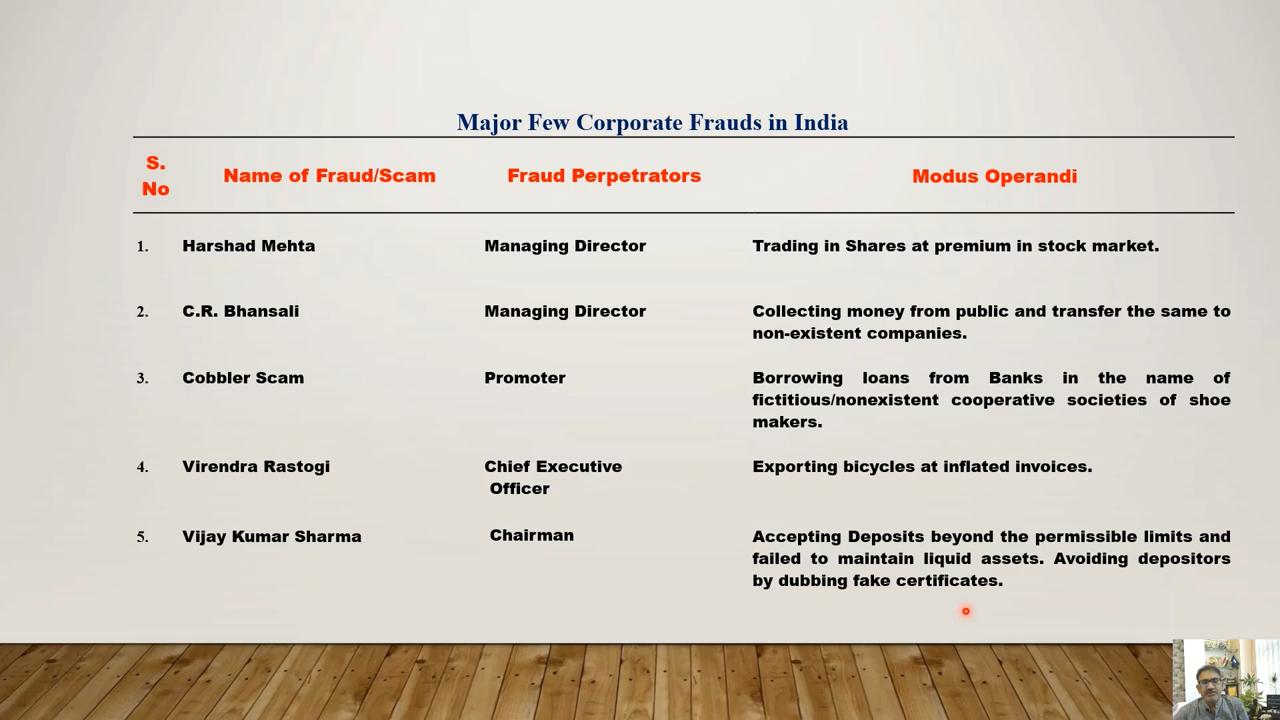 Major Few Corporate Frauds in India
S. No Name of Fraud/Scam Fraud Perpetrators Modus Operandi
1. Harshad Mehta Managing Director Trading in Shares at premium in stock market.
2. C.R. Bhansali Managing Director Collecting money from public and transfer the same to
non-existent companies.
3. Cobbler Scam Promoter Borrowing loans from Banks in the name of
fictitious/nonexistent cooperative societies of shoe
makers.
4. Virendra Rastogi Chief Executive Exporting bicycles at inflated invoices.
Officer
5. Vijay Kumar Sharma Chairman Accepting Deposits beyond the permissible limits and
failed to maintain liquid assets. Avoiding depositors
by dubbing fake certificates.